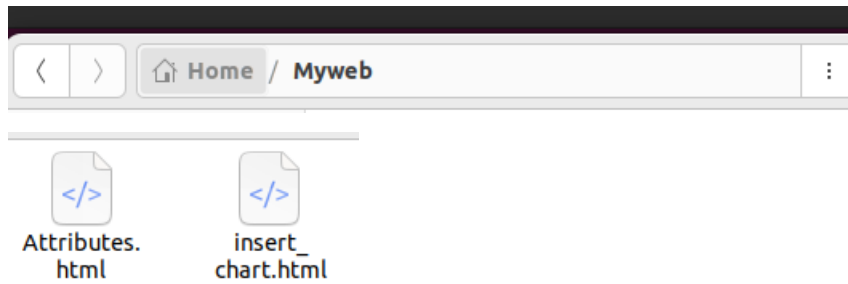 Home / Myweb
</>
</>
Attributes.
html
insert_
chart.html